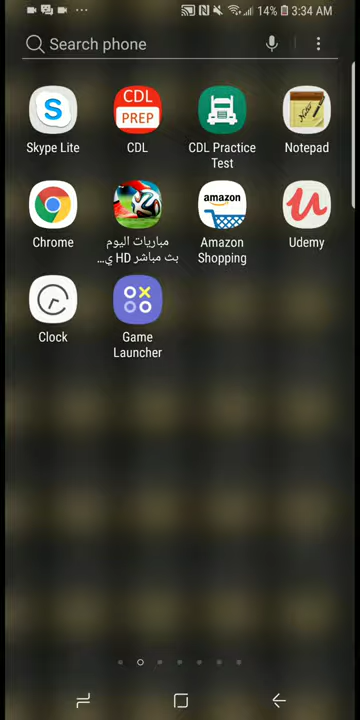 14% 3:34 AM
Search phone
S
CDL
PREP
amazon
Skype Lite
CDL
CDL Practice
Test
Notepad
Chrome
مباريات اليوم
بث مباشر HD ي...
Amazon
Shopping
Udemy
Clock
Game
Launcher